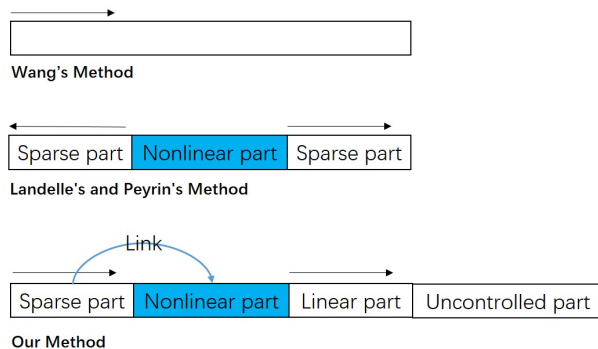 Wang's Method
Sparse part Nonlinear part Sparse part
Landelle's and Peyrin's Method
Link
Sparse part Nonlinear part Linear part Uncontrolled part
Our Method